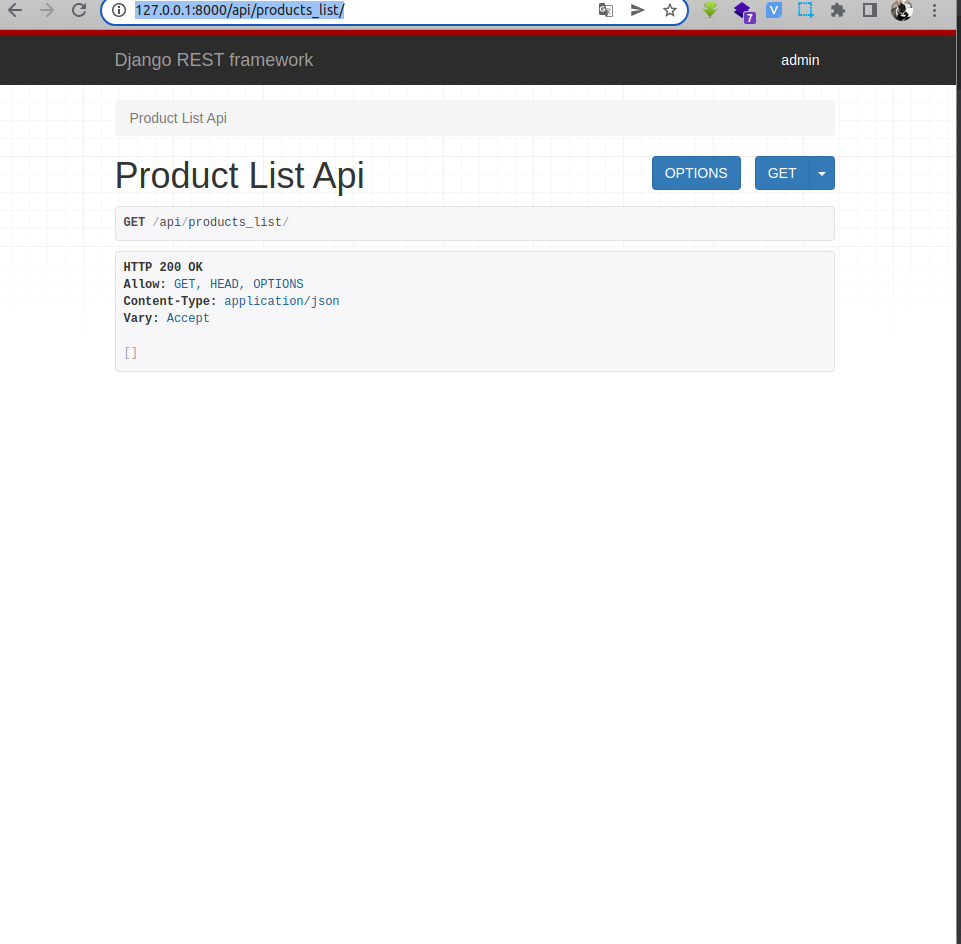 127.0.0.1:8000/api/products_list/
7
V
Django REST framework
admin
Product List Api
Product List Api
OPTIONS
GET
GET /api/products_list/
HTTP 200 OK
Allow: GET, HEAD, OPTIONS
Content-Type: application/json
Vary: Accept
[]